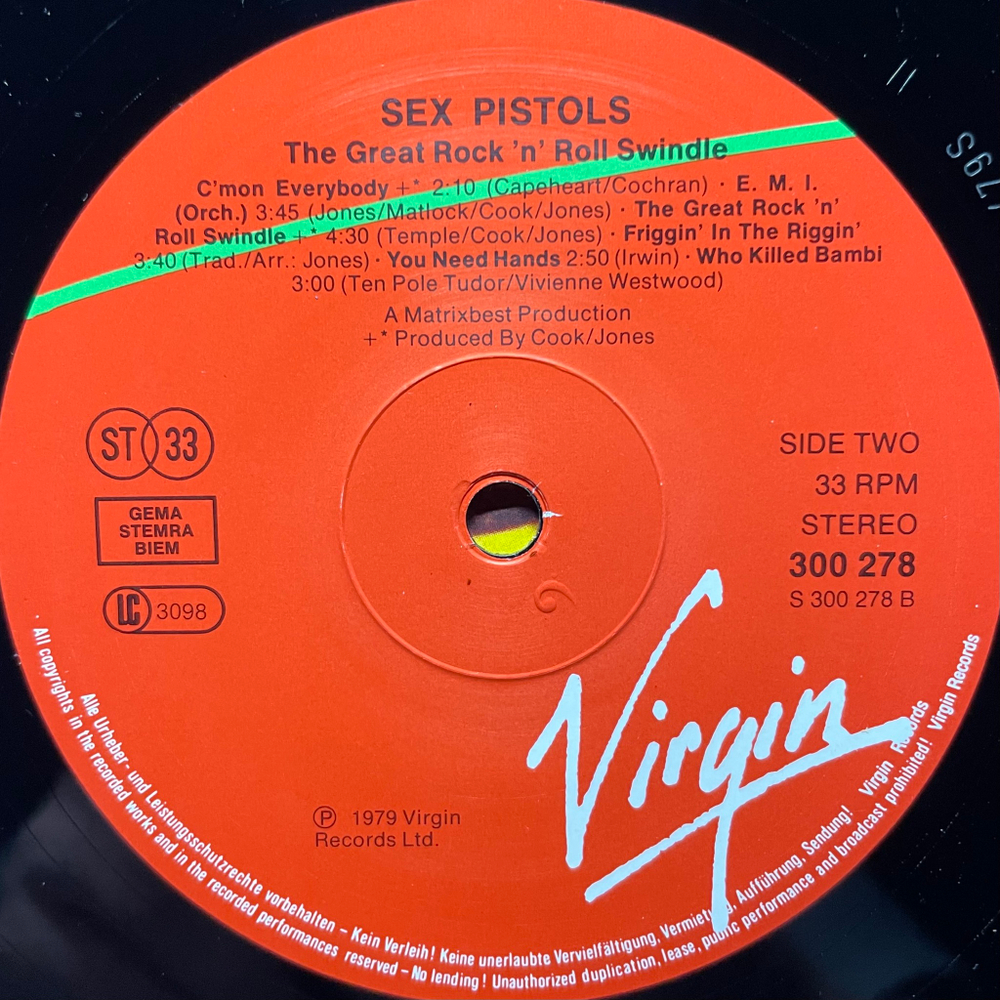 SEX PISTOLS
The Great Rock 'n' Roll Swindle
C'mon Everybody +* 2:10 (Capeheart/Cochran) · E. M. I.
(Orch.) 3:45 (Jones/Matlock/Cook/Jones) · The Great Rock 'n'
Roll Swindle +* 4:30 (Temple/Cook/Jones) · Friggin' In The Riggin'
3:40 (Trad./Arr.: Jones) · You Need Hands 2:50 (Irwin) · Who Killed Bambi
3:00 (Ten Pole Tudor/Vivienne Westwood)
A Matrixbest Production
+* Produced By Cook/Jones
ST 33
GEMA
STEMRA
BIEM
LC 3098
SIDE TWO
33 RPM
STEREO
300 278
S 300 278 B
Virgin
℗ 1979 Virgin
Records Ltd.
Alle Urheber- und Leistungsschutzrechte vorbehalten – Kein Verleih! Keine unerlaubte Vervielfältigung, Vermietung, Aufführung, Sendung! Virgin Records
All copyrights in the recorded works and in the recorded performances reserved – No lending! Unauthorized duplication, lease, public performance and broadcast prohibited! Virgin Records